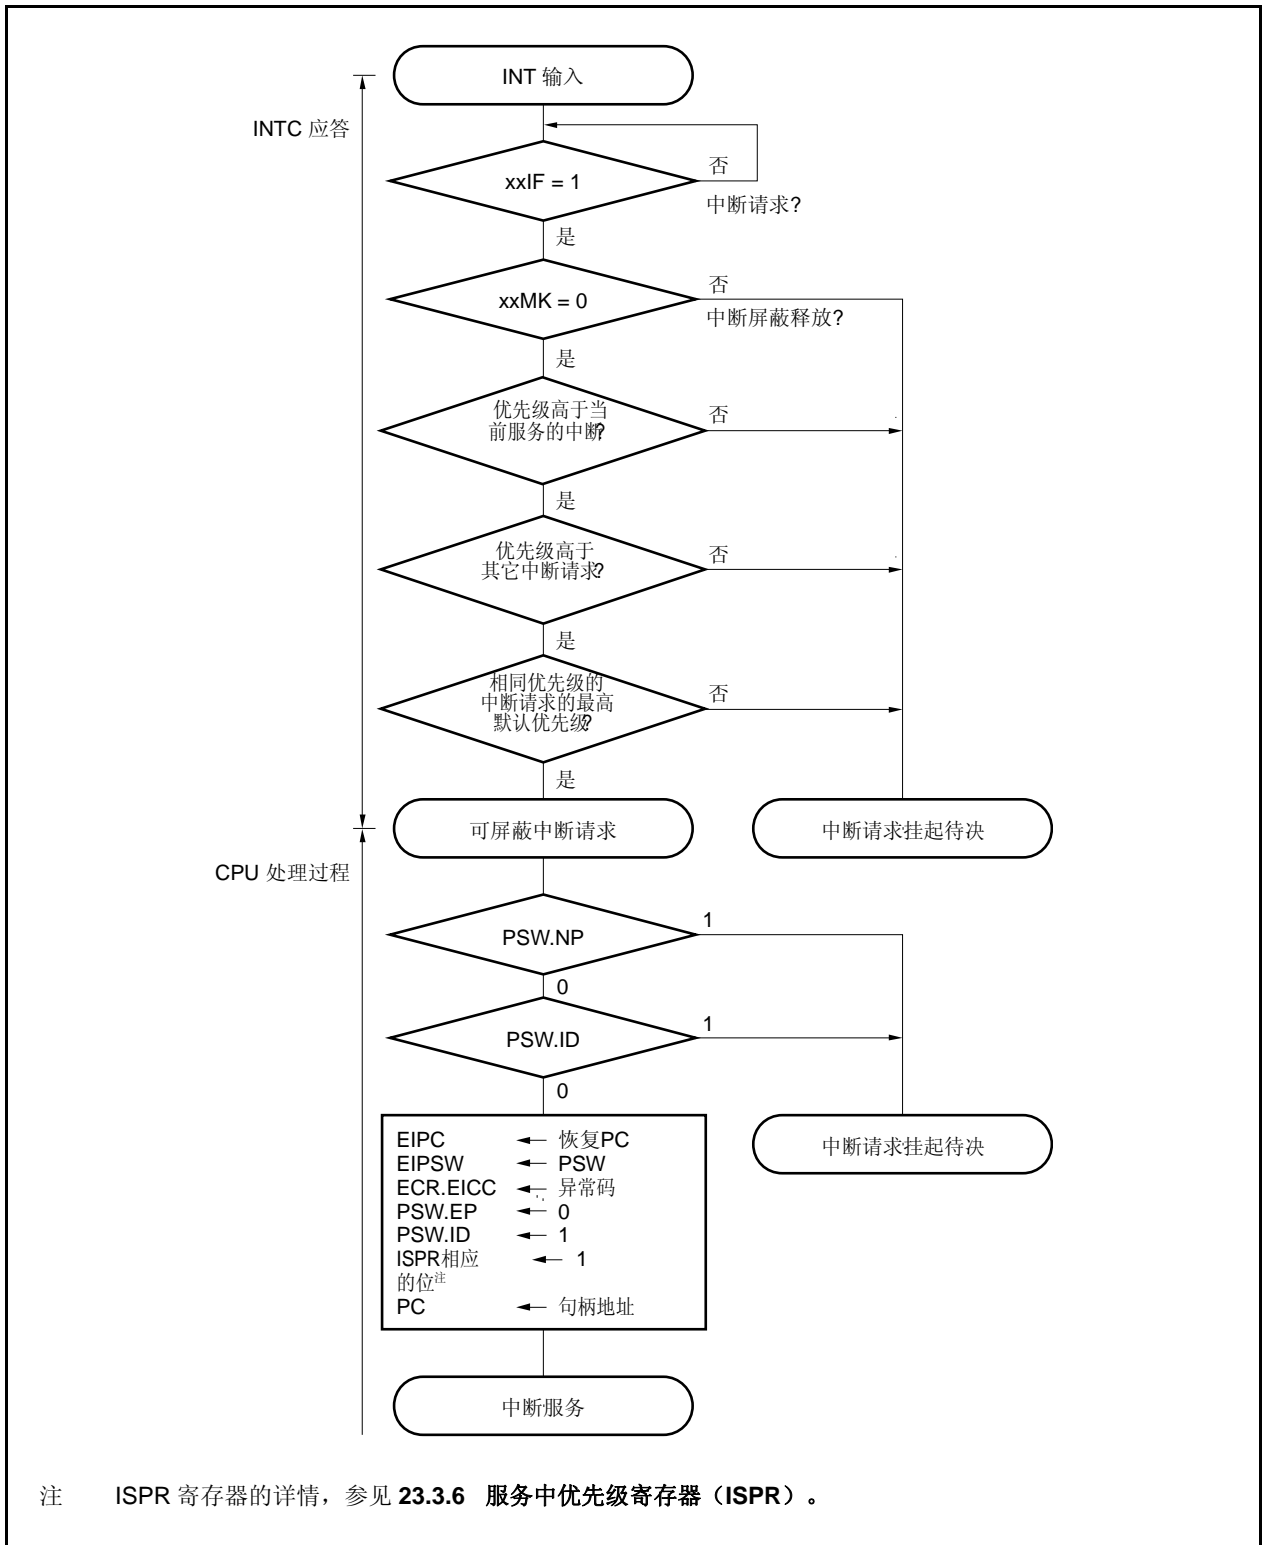 INT 输入
INTC 应答
xxIF = 1
否
中断请求?
是
xxMK = 0
否
中断屏蔽释放?
是
优先级高于当
前服务的中断?
否
是
优先级高于
其它中断请求?
否
是
相同优先级的
中断请求的最高
默认优先级?
否
是
可屏蔽中断请求
中断请求挂起待决
CPU 处理过程
PSW.NP
1
0
PSW.ID
1
0
EIPC ← 恢复PC
EIPSW ← PSW
ECR.EICC ← 异常码
PSW.EP ← 0
PSW.ID ← 1
ISPR相应 ← 1
的位注
PC ← 句柄地址
中断请求挂起待决
中断服务
注 ISPR 寄存器的详情，参见 23.3.6 服务中优先级寄存器（ISPR）。